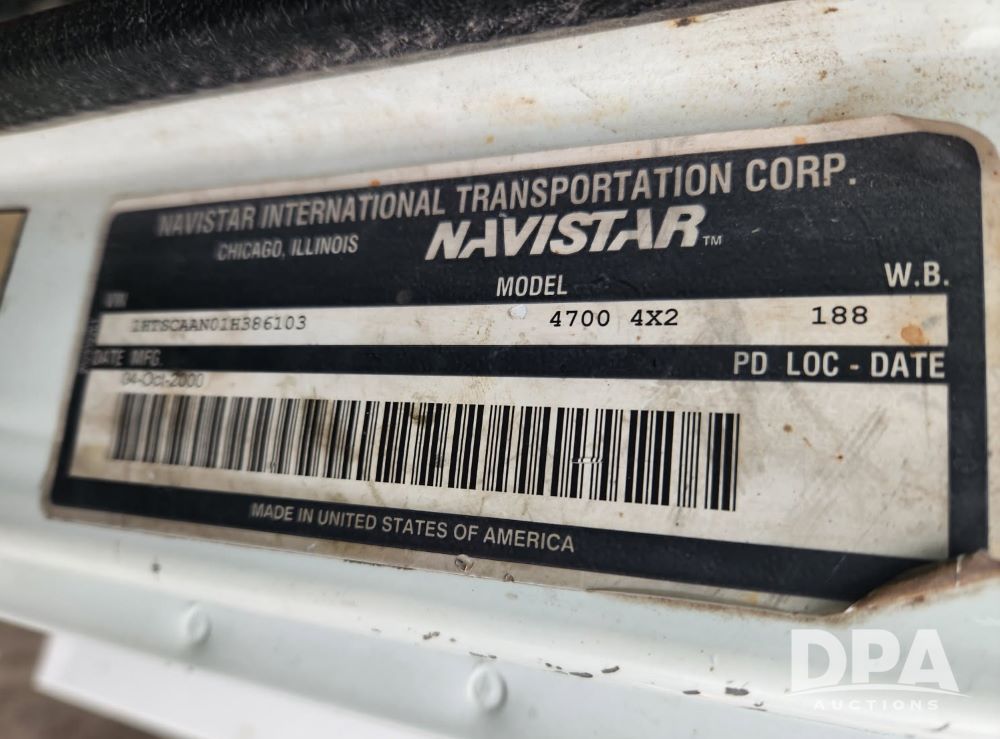 NAVISTAR INTERNATIONAL TRANSPORTATION CORP.
CHICAGO, ILLINOIS NAVISTAR™
VIN MODEL W.B.
1HTSCAAN01H386103 4700 4X2 188
DATE MFG. PD LOC - DATE
04-Oct-2000
MADE IN UNITED STATES OF AMERICA
DPA
AUCTIONS